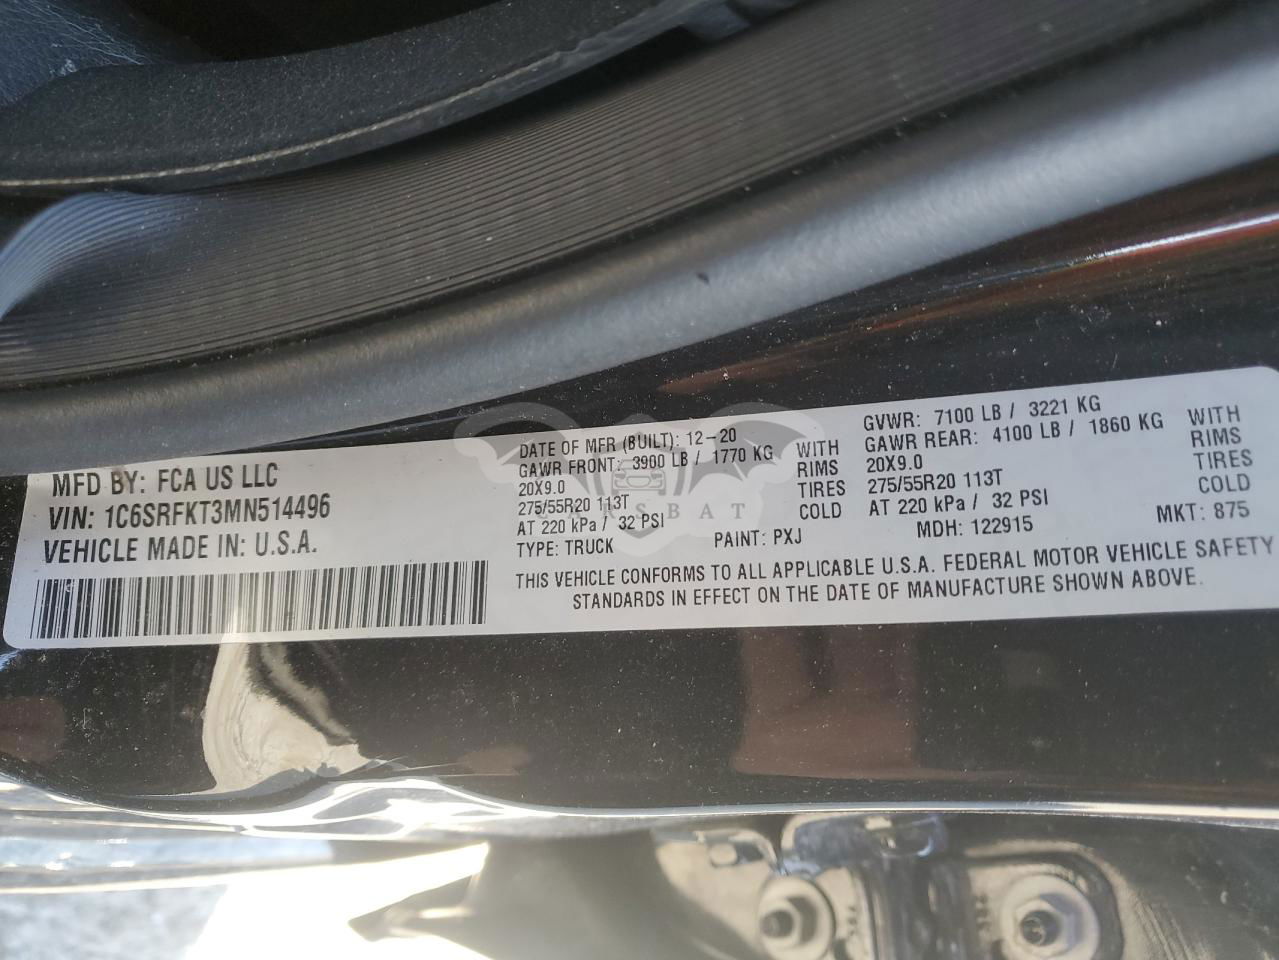 MFD BY: FCA US LLC
VIN: 1C6SRFKT3MN514496
VEHICLE MADE IN: U.S.A.
DATE OF MFR (BUILT): 12-20
GAWR FRONT: 3900 LB / 1770 KG WITH
20X9.0 RIMS
275/55R20 113T TIRES
AT 220 kPa / 32 PSI COLD
TYPE: TRUCK PAINT: PXJ
GVWR: 7100 LB / 3221 KG
GAWR REAR: 4100 LB / 1860 KG WITH
20X9.0 RIMS
275/55R20 113T TIRES
AT 220 kPa / 32 PSI COLD
MDH: 122915 MKT: 875
THIS VEHICLE CONFORMS TO ALL APPLICABLE U.S.A. FEDERAL MOTOR VEHICLE SAFETY
STANDARDS IN EFFECT ON THE DATE OF MANUFACTURE SHOWN ABOVE.
CARSBAT